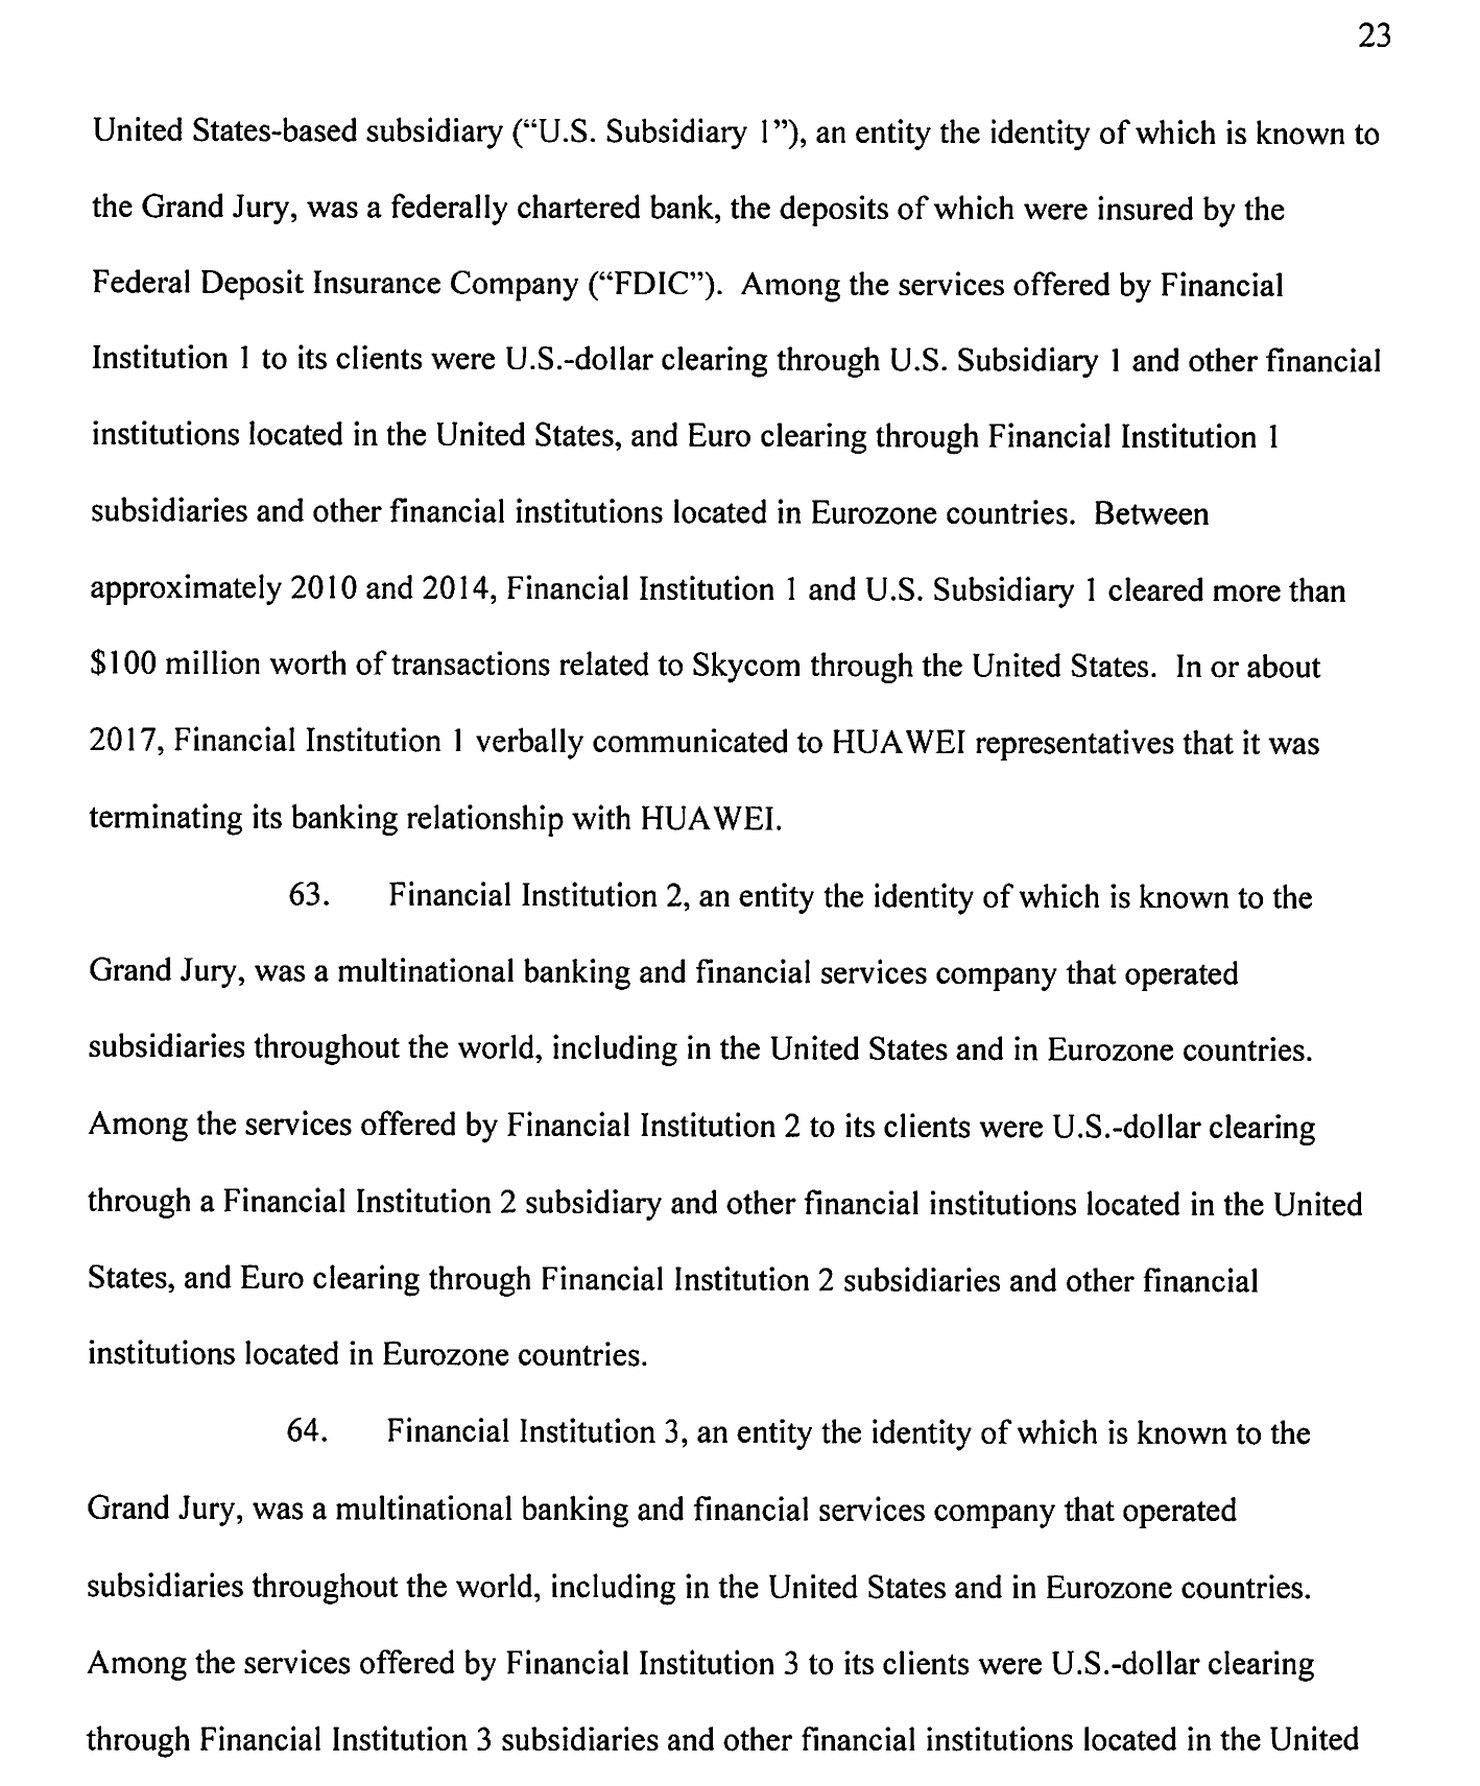 23
United States-based subsidiary (“U.S. Subsidiary 1”), an entity the identity of which is known to
the Grand Jury, was a federally chartered bank, the deposits of which were insured by the
Federal Deposit Insurance Company (“FDIC”).  Among the services offered by Financial
Institution 1 to its clients were U.S.-dollar clearing through U.S. Subsidiary 1 and other financial
institutions located in the United States, and Euro clearing through Financial Institution 1
subsidiaries and other financial institutions located in Eurozone countries.  Between
approximately 2010 and 2014, Financial Institution 1 and U.S. Subsidiary 1 cleared more than
$100 million worth of transactions related to Skycom through the United States.  In or about
2017, Financial Institution 1 verbally communicated to HUAWEI representatives that it was
terminating its banking relationship with HUAWEI.
63. Financial Institution 2, an entity the identity of which is known to the
Grand Jury, was a multinational banking and financial services company that operated
subsidiaries throughout the world, including in the United States and in Eurozone countries.
Among the services offered by Financial Institution 2 to its clients were U.S.-dollar clearing
through a Financial Institution 2 subsidiary and other financial institutions located in the United
States, and Euro clearing through Financial Institution 2 subsidiaries and other financial
institutions located in Eurozone countries.
64. Financial Institution 3, an entity the identity of which is known to the
Grand Jury, was a multinational banking and financial services company that operated
subsidiaries throughout the world, including in the United States and in Eurozone countries.
Among the services offered by Financial Institution 3 to its clients were U.S.-dollar clearing
through Financial Institution 3 subsidiaries and other financial institutions located in the United